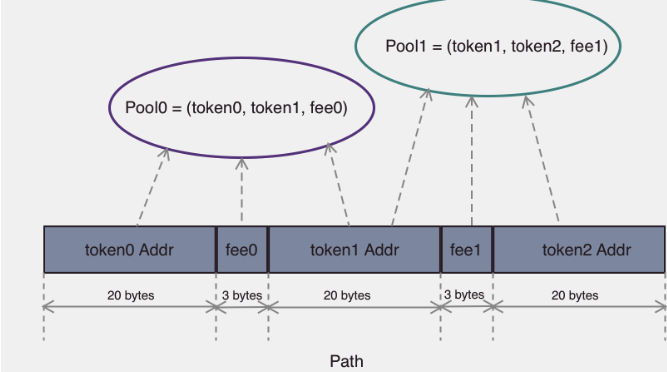 Pool1 = (token1, token2, fee1)
Pool0 = (token0, token1, fee0)
token0 Addr fee0 token1 Addr fee1 token2 Addr
20 bytes 3 bytes 20 bytes 3 bytes 20 bytes
Path